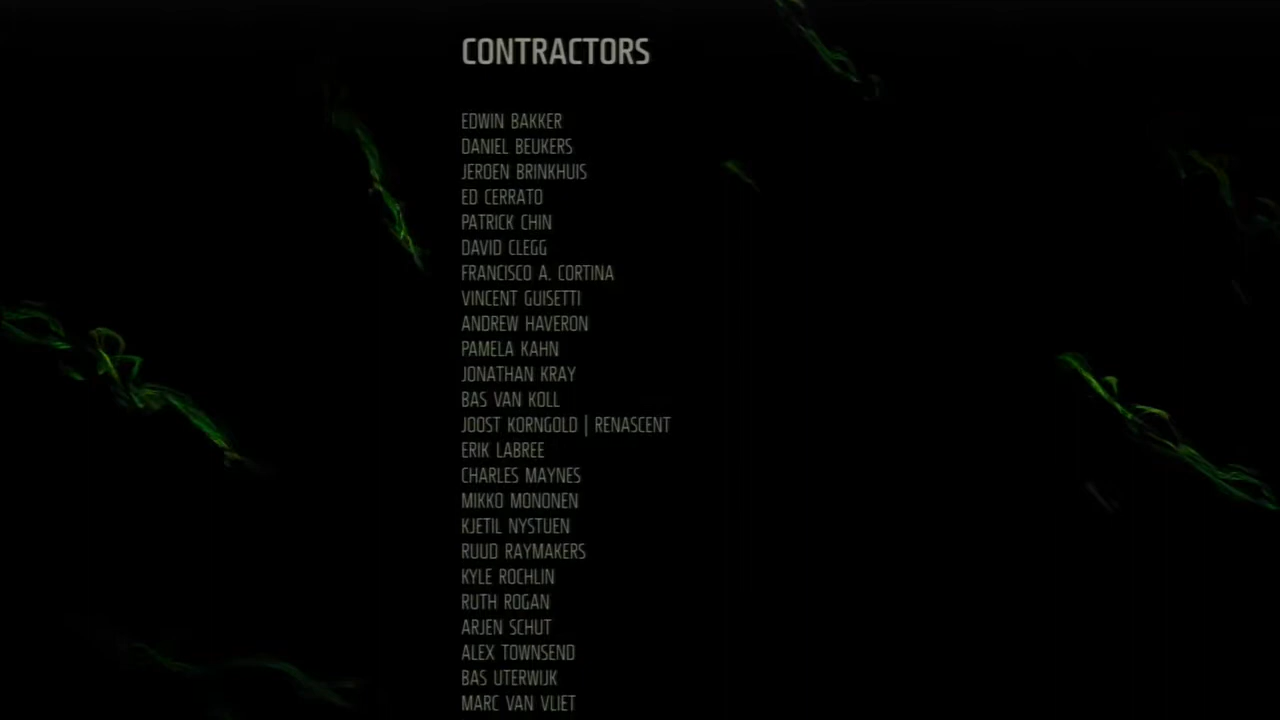 CONTRACTORS
EDWIN BAKKER
DANIEL BEUKERS
JEROEN BRINKHUIS
ED CERRATO
PATRICK CHIN
DAVID CLEGG
FRANCISCO A. CORTINA
VINCENT GUISETTI
ANDREW HAVERON
PAMELA KAHN
JONATHAN KRAY
BAS VAN KOLL
JOOST KORNGOLD | RENASCENT
ERIK LABREE
CHARLES MAYNES
MIKKO MONONEN
KJETIL NYSTUEN
RUUD RAYMAKERS
KYLE ROCHLIN
RUTH ROGAN
ARJEN SCHUT
ALEX TOWNSEND
BAS UTERWIJK
MARC VAN VLIET